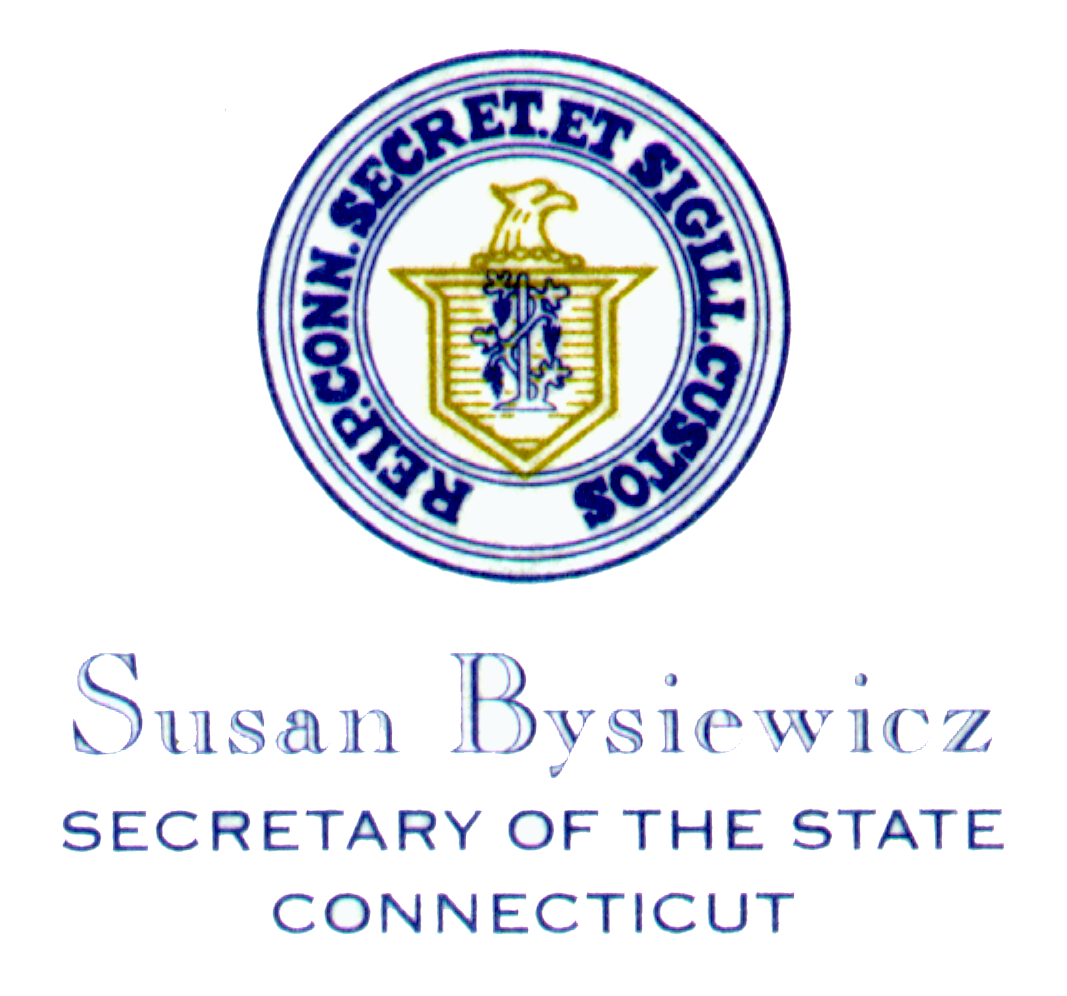 REIP. CONN. SECRET. ET SIGILL. CUSTOS
Susan Bysiewicz
SECRETARY OF THE STATE
CONNECTICUT